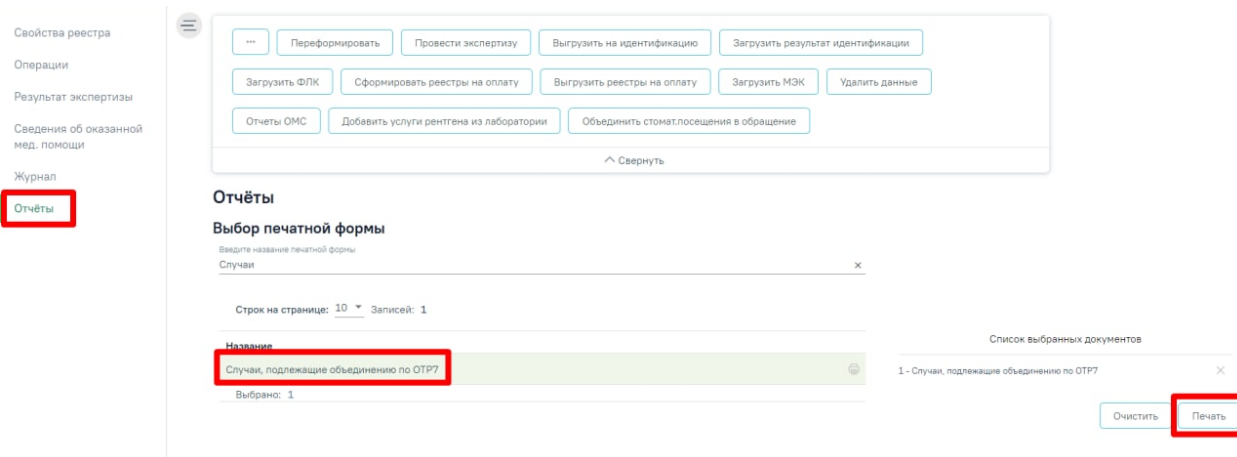 Свойства реестра
Операции
Результат экспертизы
Сведения об оказанной
мед. помощи
Журнал
Отчёты
··· Переформировать Провести экспертизу Выгрузить на идентификацию Загрузить результат идентификации
Загрузить ФЛК Сформировать реестры на оплату Выгрузить реестры на оплату Загрузить МЭК Удалить данные
Отчеты ОМС Добавить услуги рентгена из лаборатории Объединить стомат.посещения в обращение
Свернуть
Отчёты
Выбор печатной формы
Введите название печатной формы
Случаи
Строк на странице: 10 Записей: 1
Название
Случаи, подлежащие объединению по ОТР7
Выбрано: 1
Список выбранных документов
1 - Случаи, подлежащие объединению по ОТР7
Очистить Печать